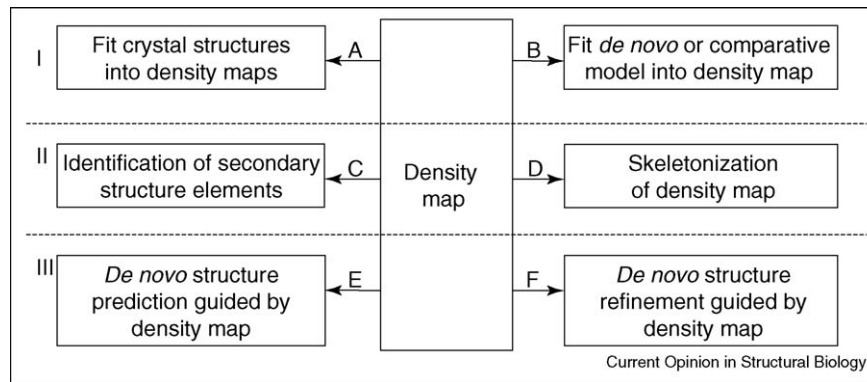 I
Fit crystal structures
into density maps
A
B
Fit de novo or comparative
model into density map
II
Identification of secondary
structure elements
C
Density
map
D
Skeletonization
of density map
III
De novo structure
prediction guided by
density map
E
F
De novo structure
refinement guided by
density map
Current Opinion in Structural Biology